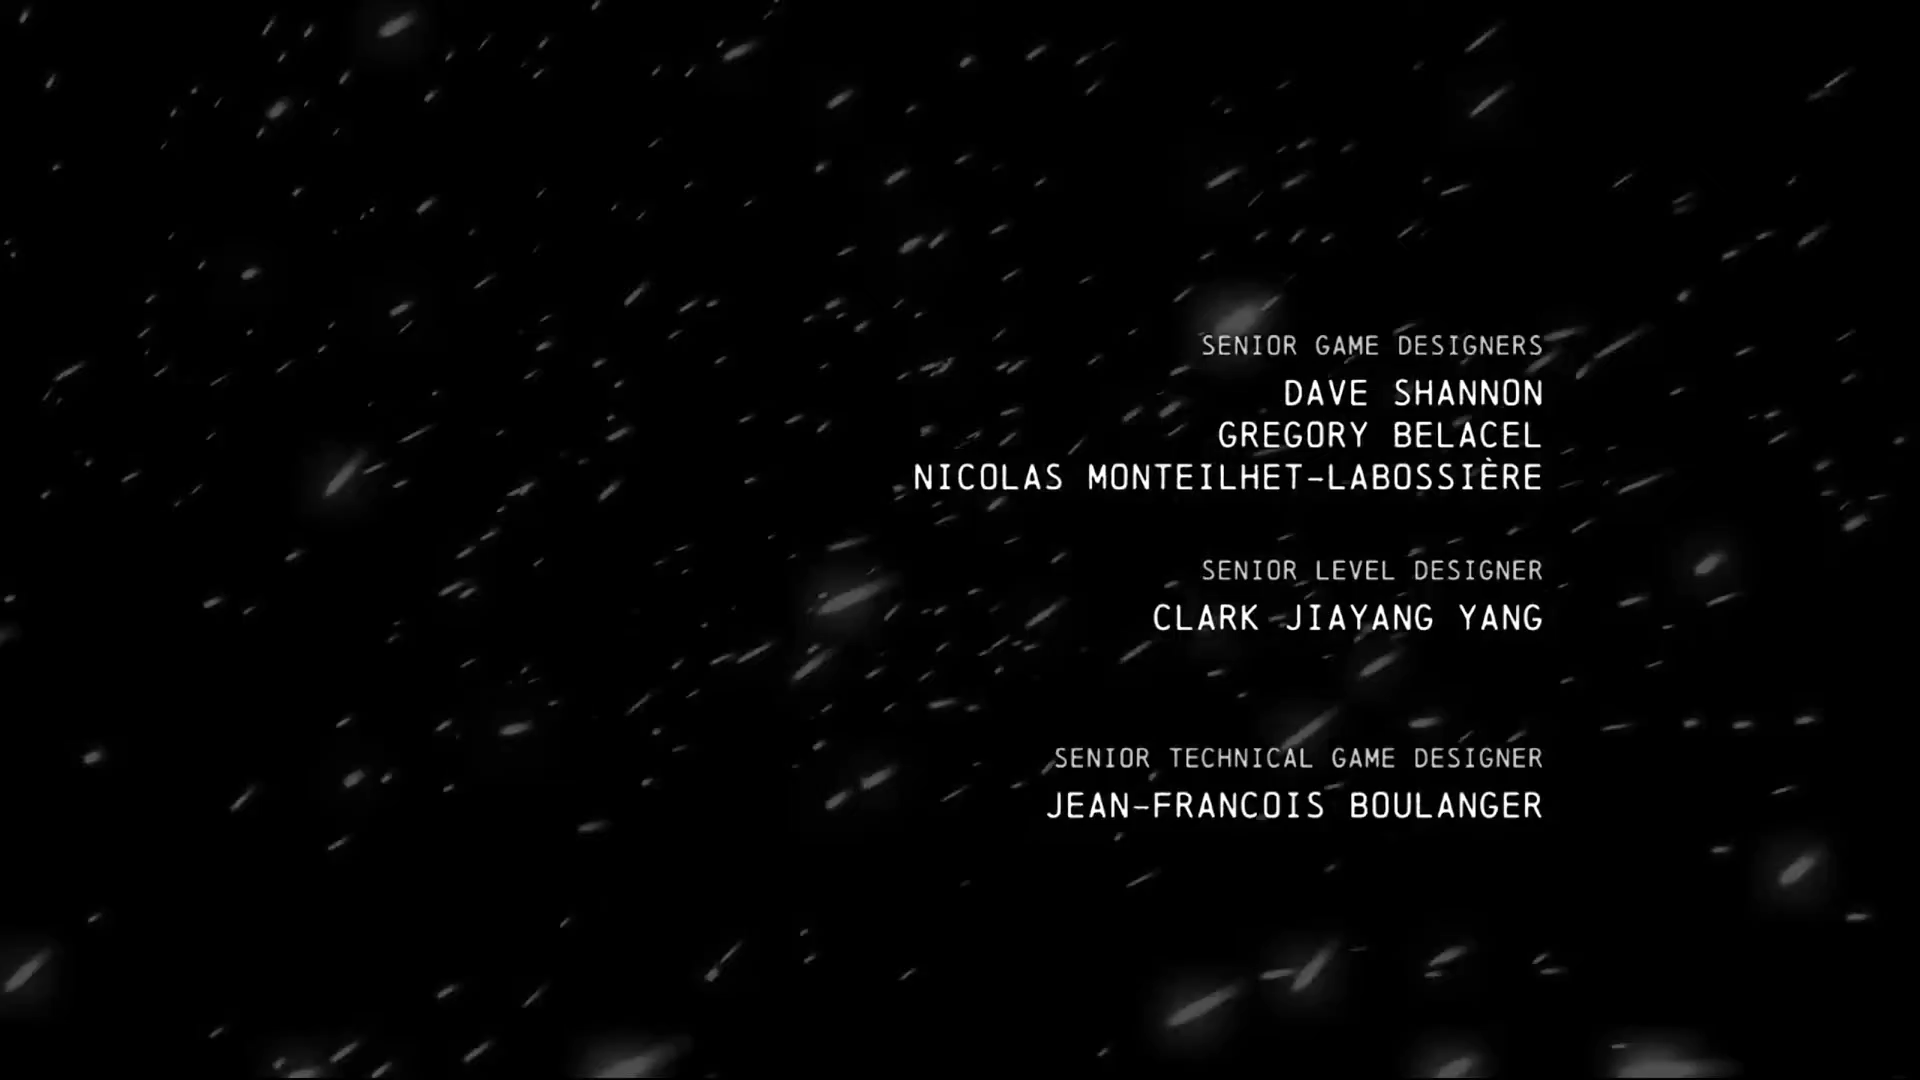 SENIOR GAME DESIGNERS
DAVE SHANNON
GREGORY BELACEL
NICOLAS MONTEILHET-LABOSSIÈRE
SENIOR LEVEL DESIGNER
CLARK JIAYANG YANG
SENIOR TECHNICAL GAME DESIGNER
JEAN-FRANCOIS BOULANGER